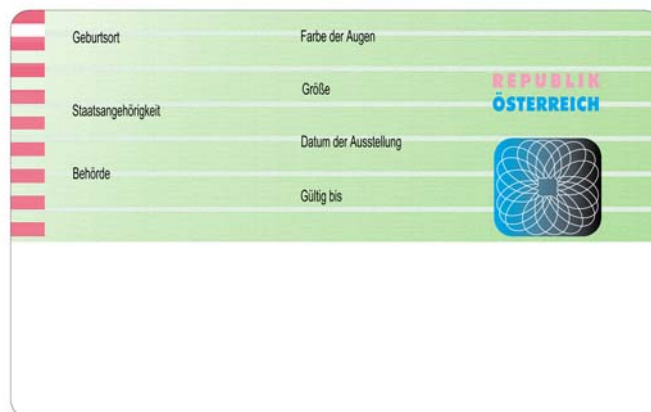 Geburtsort
Staatsangehörigkeit
Behörde
Farbe der Augen
Größe
Datum der Ausstellung
Gültig bis
REPUBLIK
ÖSTERREICH